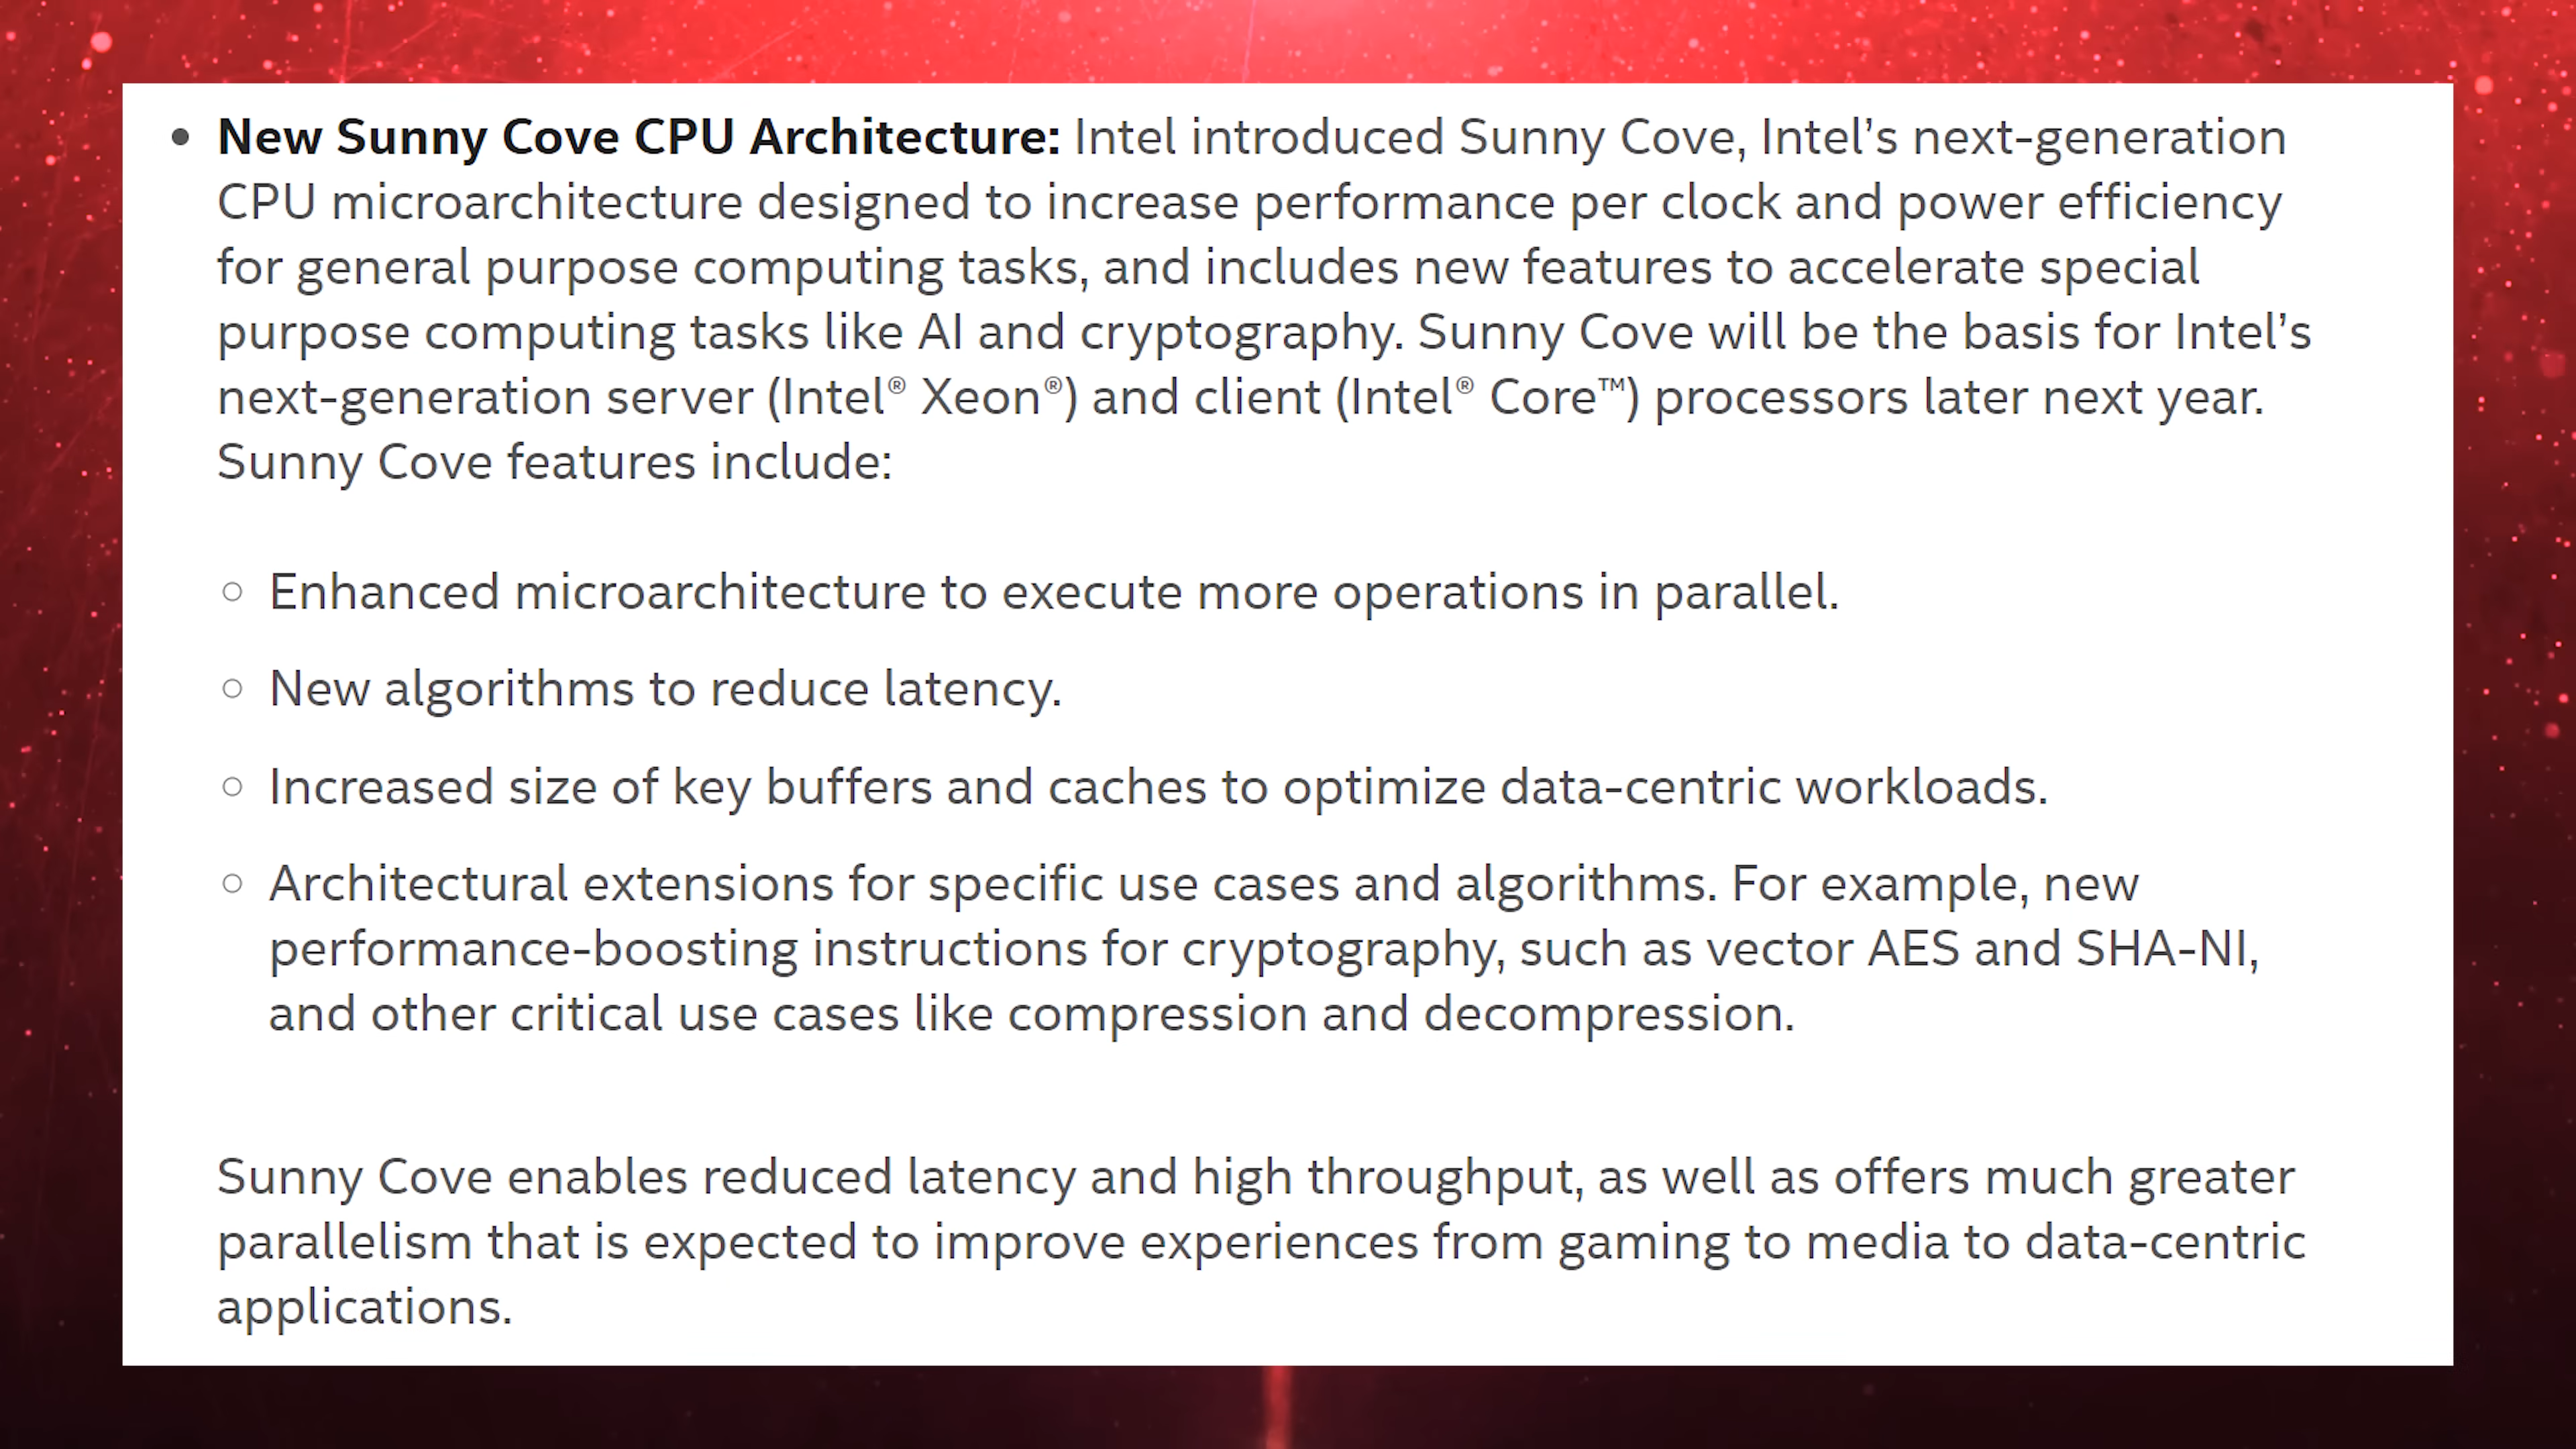 • New Sunny Cove CPU Architecture: Intel introduced Sunny Cove, Intel’s next-generation
CPU microarchitecture designed to increase performance per clock and power efficiency
for general purpose computing tasks, and includes new features to accelerate special
purpose computing tasks like AI and cryptography. Sunny Cove will be the basis for Intel’s
next-generation server (Intel® Xeon®) and client (Intel® Core™) processors later next year.
Sunny Cove features include:
○ Enhanced microarchitecture to execute more operations in parallel.
○ New algorithms to reduce latency.
○ Increased size of key buffers and caches to optimize data-centric workloads.
○ Architectural extensions for specific use cases and algorithms. For example, new
performance-boosting instructions for cryptography, such as vector AES and SHA-NI,
and other critical use cases like compression and decompression.
Sunny Cove enables reduced latency and high throughput, as well as offers much greater
parallelism that is expected to improve experiences from gaming to media to data-centric
applications.